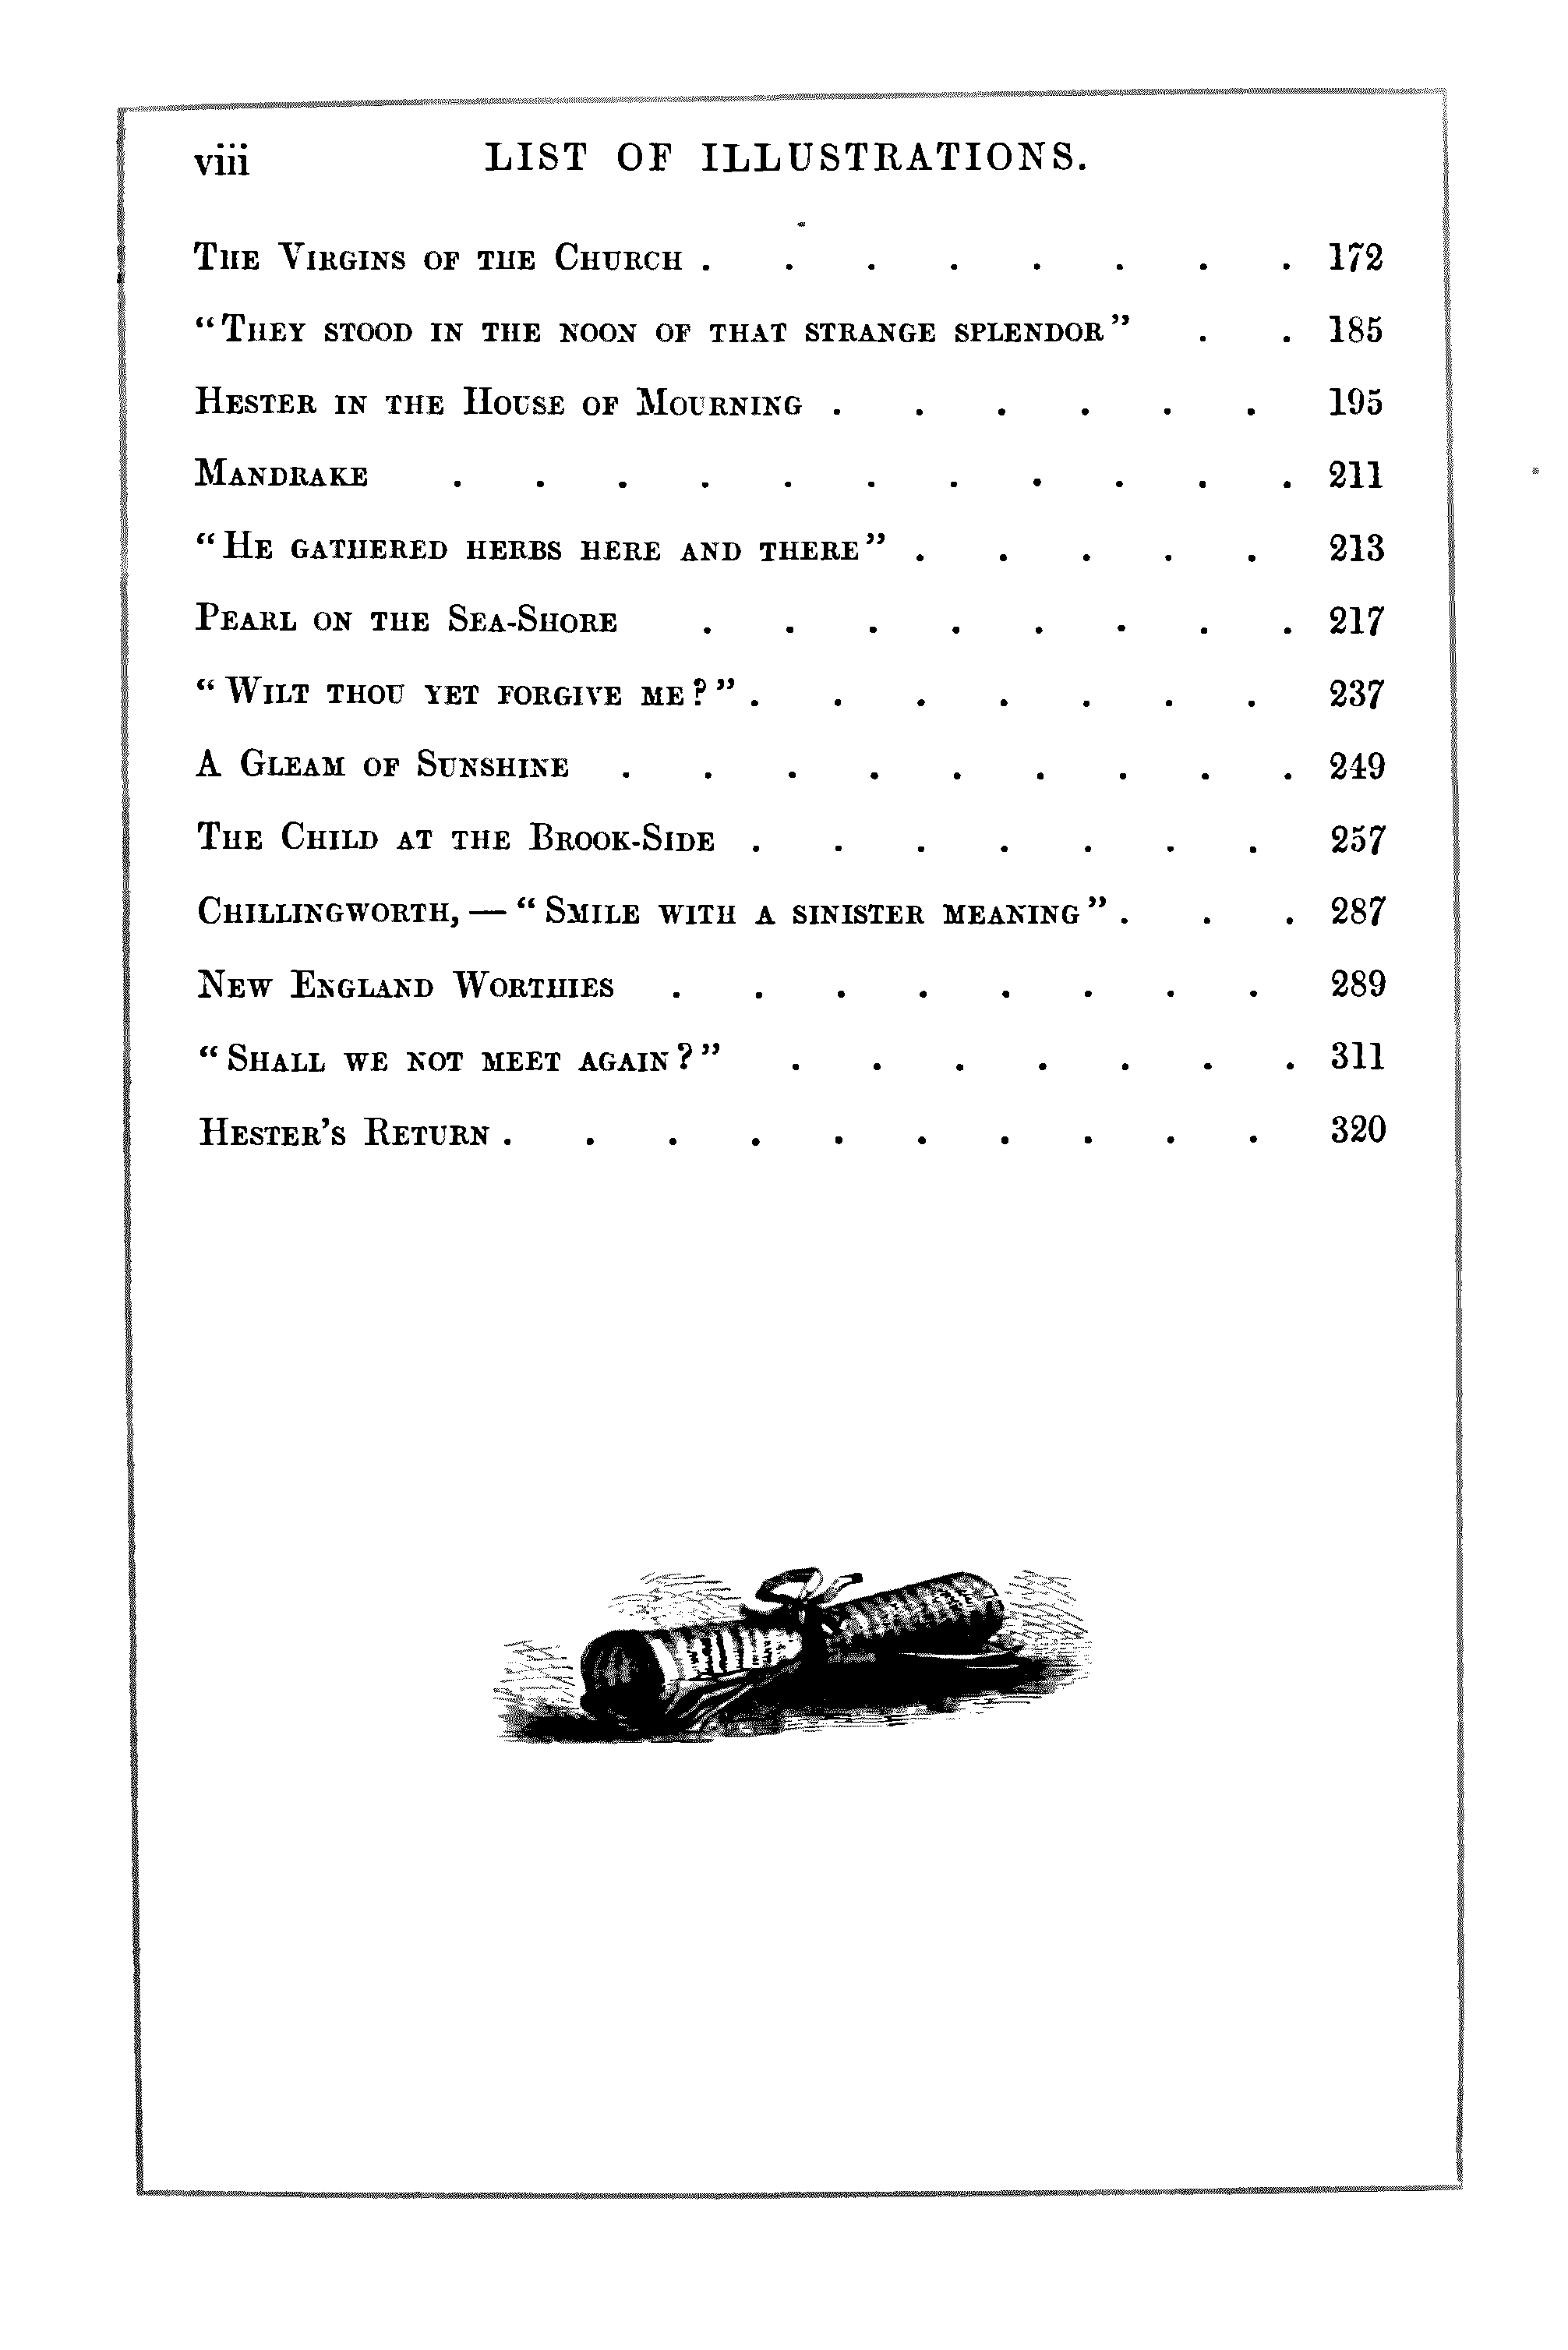 viii LIST OF ILLUSTRATIONS.
The Virgins of the Church . . . . . . . . 172
“They stood in the noon of that strange splendor” . . 185
Hester in the House of Mourning . . . . . . 195
Mandrake . . . . . . . . . . . 211
“He gathered herbs here and there” . . . . . 213
Pearl on the Sea-Shore . . . . . . . . 217
“Wilt thou yet forgive me?” . . . . . . . 237
A Gleam of Sunshine . . . . . . . . . 249
The Child at the Brook-Side . . . . . . . 257
Chillingworth,—“Smile with a sinister meaning” . . . 287
New England Worthies . . . . . . . . 289
“Shall we not meet again?” . . . . . . . 311
Hester’s Return . . . . . . . . . . 320